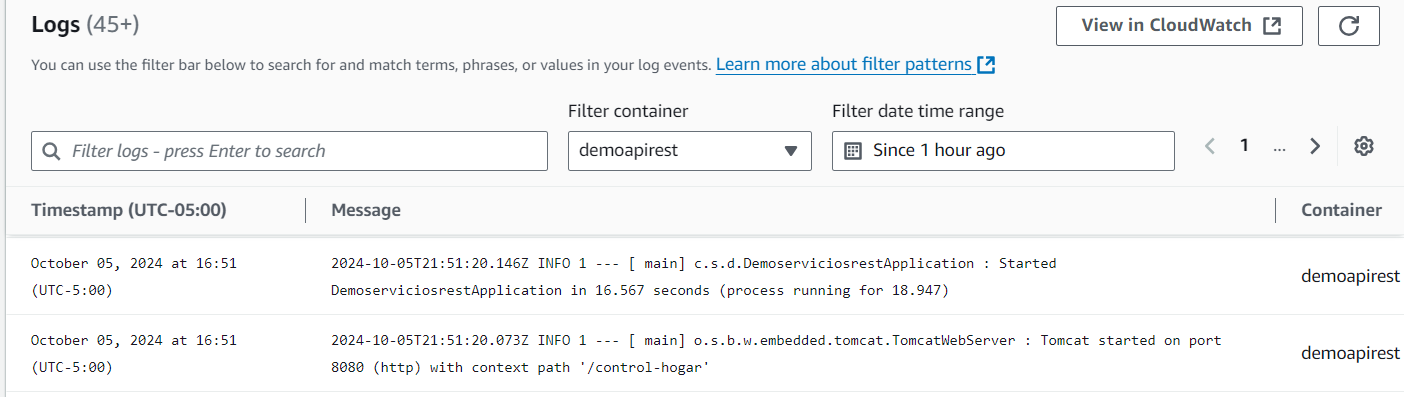 Logs (45+)
View in CloudWatch
You can use the filter bar below to search for and match terms, phrases, or values in your log events. Learn more about filter patterns
Filter container
Filter date time range
Filter logs - press Enter to search
demoapirest
Since 1 hour ago
1 ...
Timestamp (UTC-05:00)
Message
Container
October 05, 2024 at 16:51
(UTC-5:00)
2024-10-05T21:51:20.146Z INFO 1 --- [ main] c.s.d.DemoserviciosrestApplication : Started
DemoserviciosrestApplication in 16.567 seconds (process running for 18.947)
demoapirest
October 05, 2024 at 16:51
(UTC-5:00)
2024-10-05T21:51:20.073Z INFO 1 --- [ main] o.s.b.w.embedded.tomcat.TomcatWebServer : Tomcat started on port
8080 (http) with context path '/control-hogar'
demoapirest